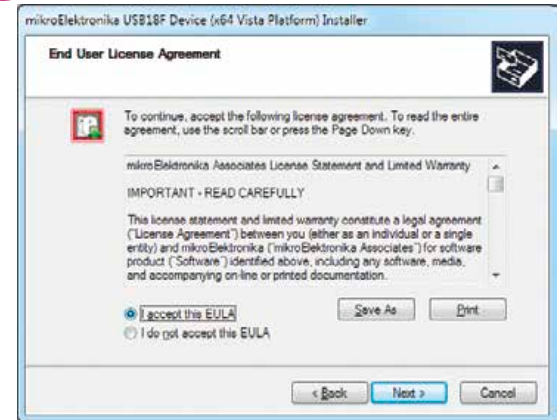 mikroElektronika USB18F Device (x64 Vista Platform) Installer
End User License Agreement
To continue, accept the following license agreement. To read the entire
agreement, use the scroll bar or press the Page Down key.
mikroElektronika Associates License Statement and Limited Warranty
IMPORTANT - READ CAREFULLY
This license statement and limited warranty constitute a legal agreement
("License Agreement") between you (either as an individual or a single
entity) and mikroElektronika ("mikroElektronika Associates") for software
product ("Software") identified above, including any software, media,
and accompanying on-line or printed documentation.
I accept this EULA
Save As
Print
I do not accept this EULA
< Back
Next >
Cancel